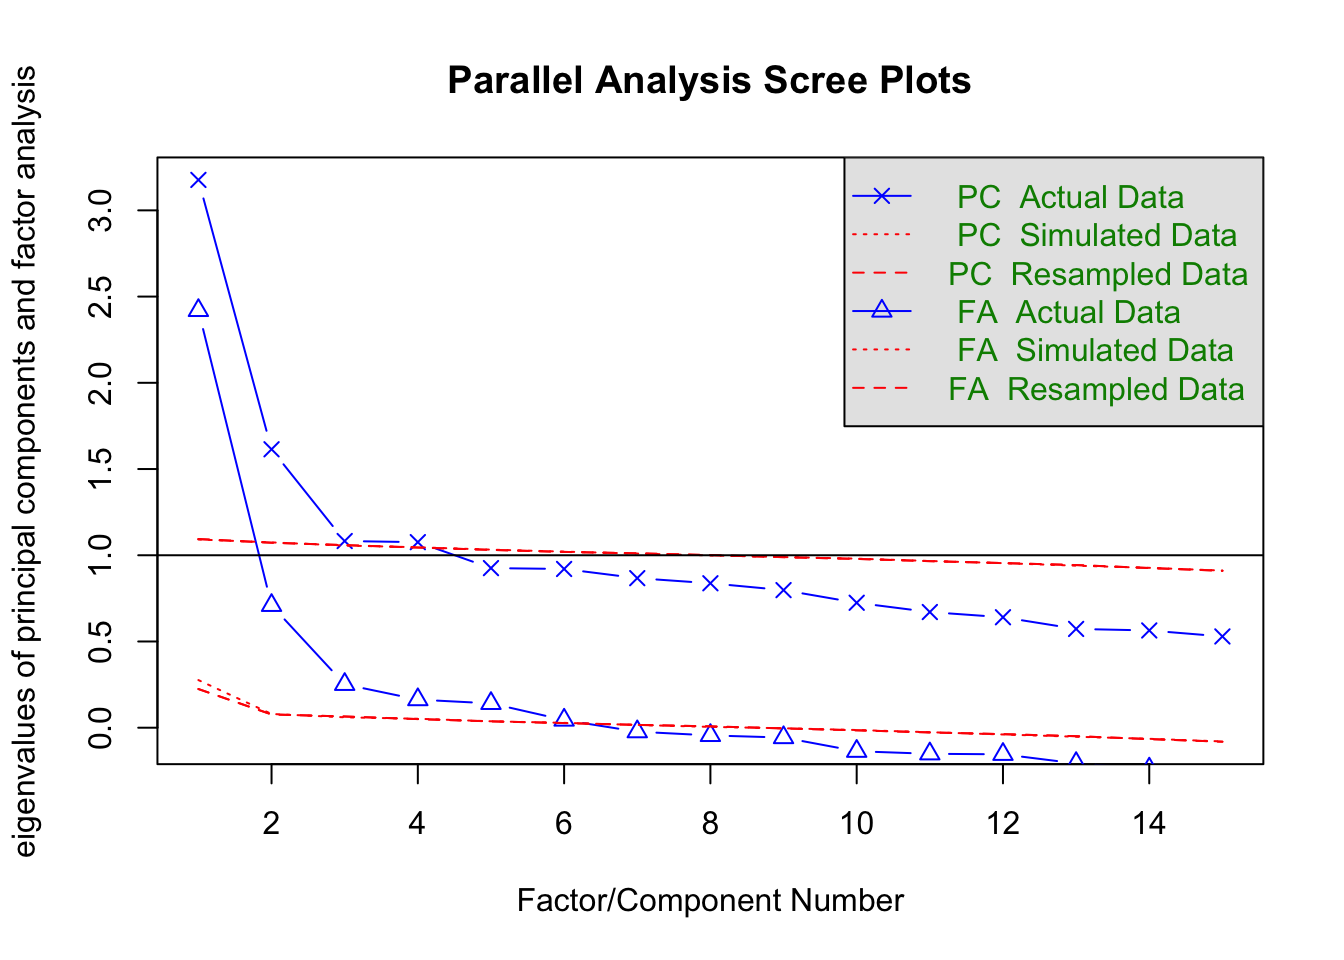 Parallel Analysis Scree Plots
eigenvalues of principal components and factor analysis
3.0
2.5
2.0
1.5
1.0
0.5
0.0
PC Actual Data
PC Simulated Data
PC Resampled Data
FA Actual Data
FA Simulated Data
FA Resampled Data
2 4 6 8 10 12 14
Factor/Component Number